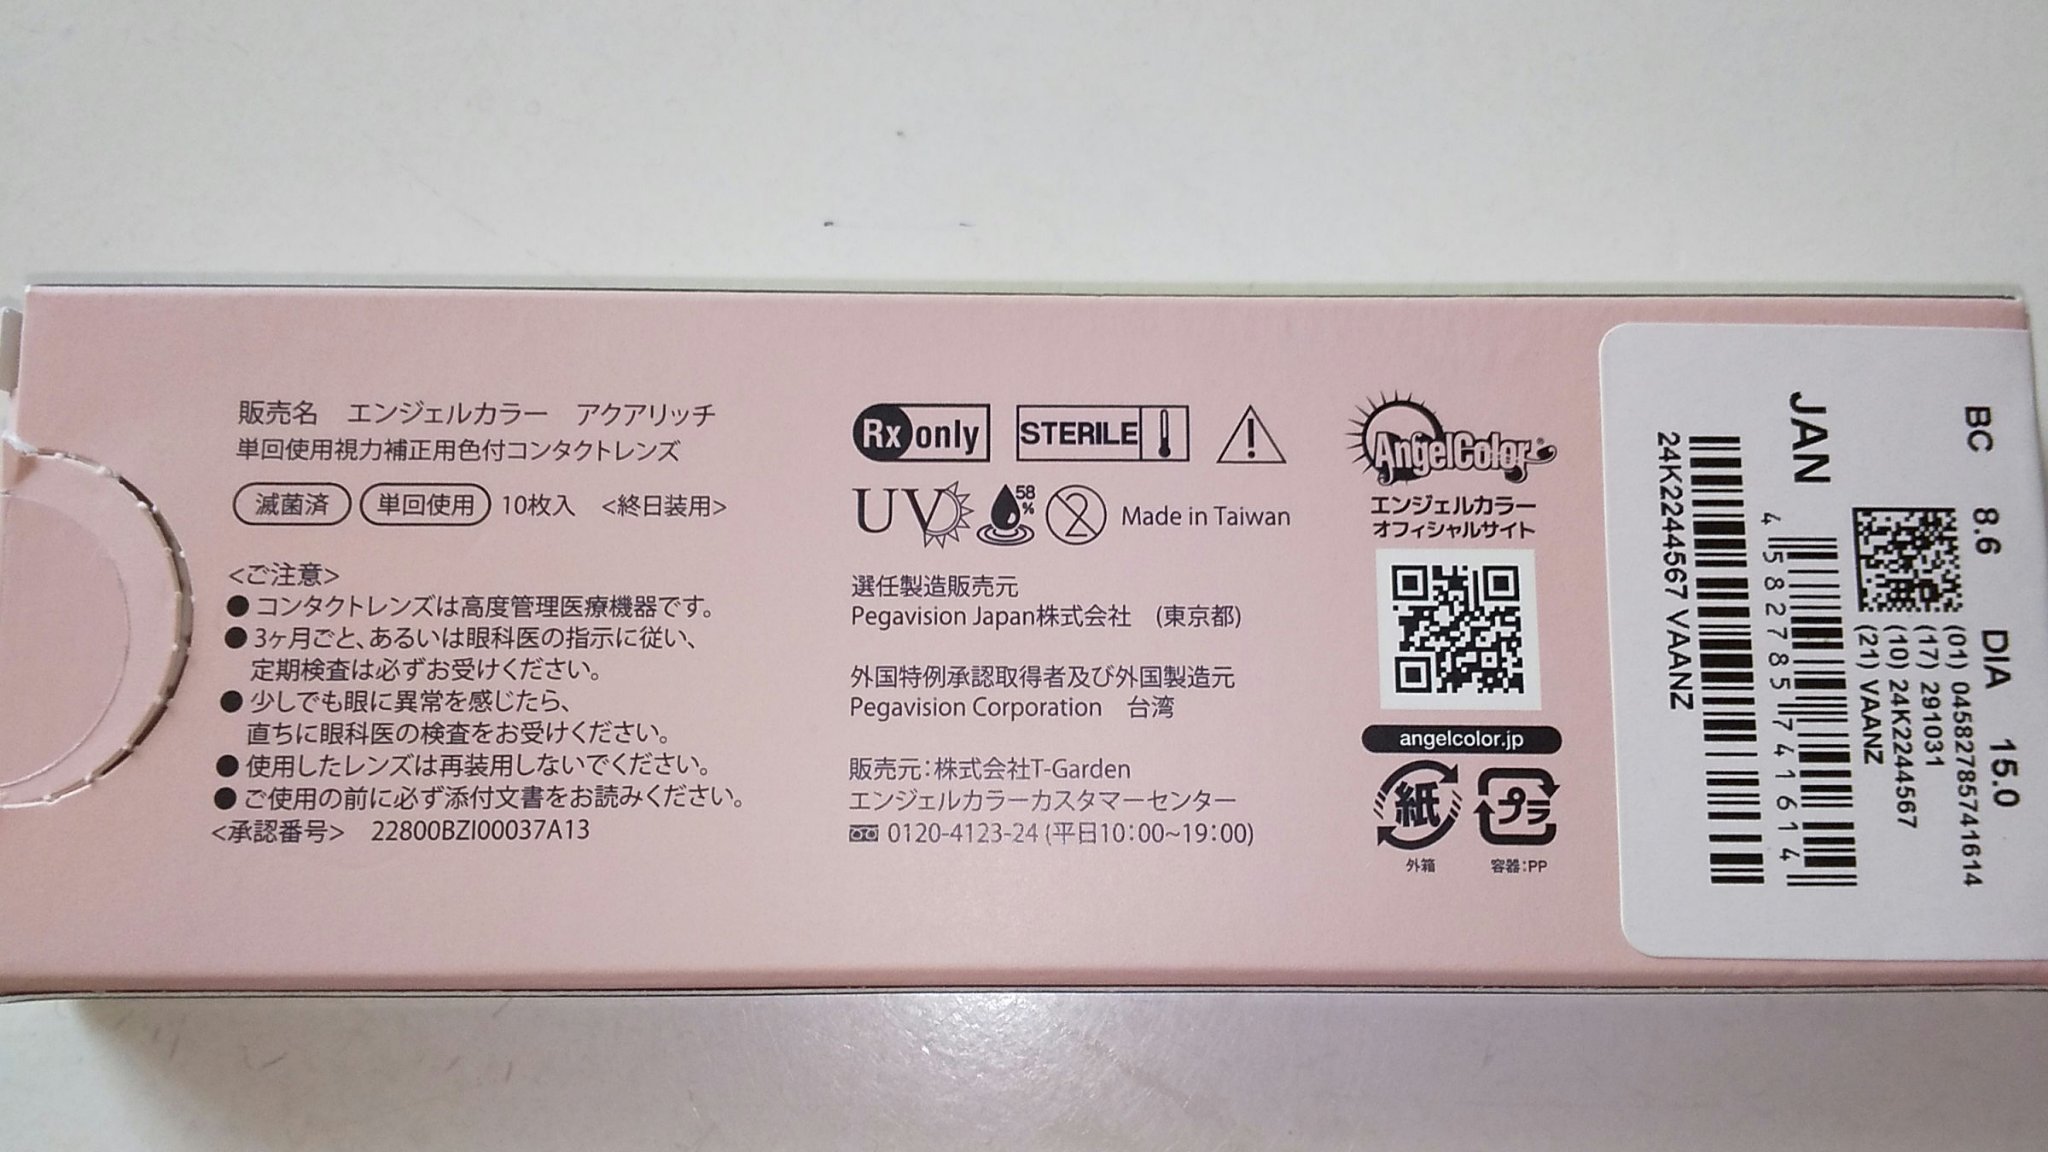 販売名 エンジェルカラー アクアリッチ
単回使用視力補正用色付コンタクトレンズ
滅菌済 単回使用 10枚入 <終日装用>
<ご注意>
●コンタクトレンズは高度管理医療機器です。
●3ヶ月ごと、あるいは眼科医の指示に従い、
定期検査は必ずお受けください。
●少しでも眼に異常を感じたら、
直ちに眼科医の検査をお受けください。
●使用したレンズは再装用しないでください。
●ご使用の前に必ず添付文書をお読みください。
<承認番号> 22800BZI00037A13
Rx only STERILE
UV 58% 2 Made in Taiwan
選任製造販売元
Pegavision Japan株式会社 (東京都)
外国特例承認取得者及び外国製造元
Pegavision Corporation 台湾
販売元:株式会社T-Garden
エンジェルカラーカスタマーセンター
0120-4123-24 (平日10:00~19:00)
AngelColor®
エンジェルカラー
オフィシャルサイト
angelcolor.jp
紙 プラ
外箱 容器:PP
BC 8.6 DIA 15.0
(01) 04582785741614
(17) 291031
(10) 24K2244567
(21) VAANZ
JAN
4 582785 741614
24K2244567 VAANZ